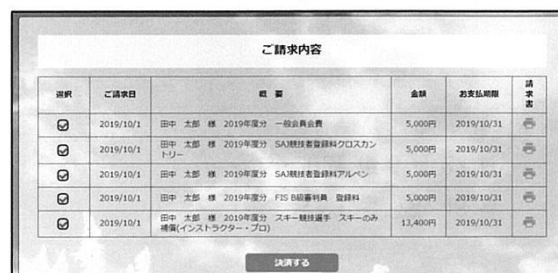 ご請求内容
選択 ご請求日 概 要 金額 お支払期限 請求書
2019/10/1 田中 太郎 様 2019年度分 一般会員会費 5,000円 2019/10/31
2019/10/1 田中 太郎 様 2019年度分 SAJ競技者登録料クロスカン
トリー 5,000円 2019/10/31
2019/10/1 田中 太郎 様 2019年度分 SAJ競技者登録料アルペン 5,000円 2019/10/31
2019/10/1 田中 太郎 様 2019年度分 FIS B級審判員 登録料 5,000円 2019/10/31
2019/10/1 田中 太郎 様 2019年度分 スキー競技選手 スキーのみ
補償(インストラクター・プロ) 13,400円 2019/10/31
決済する